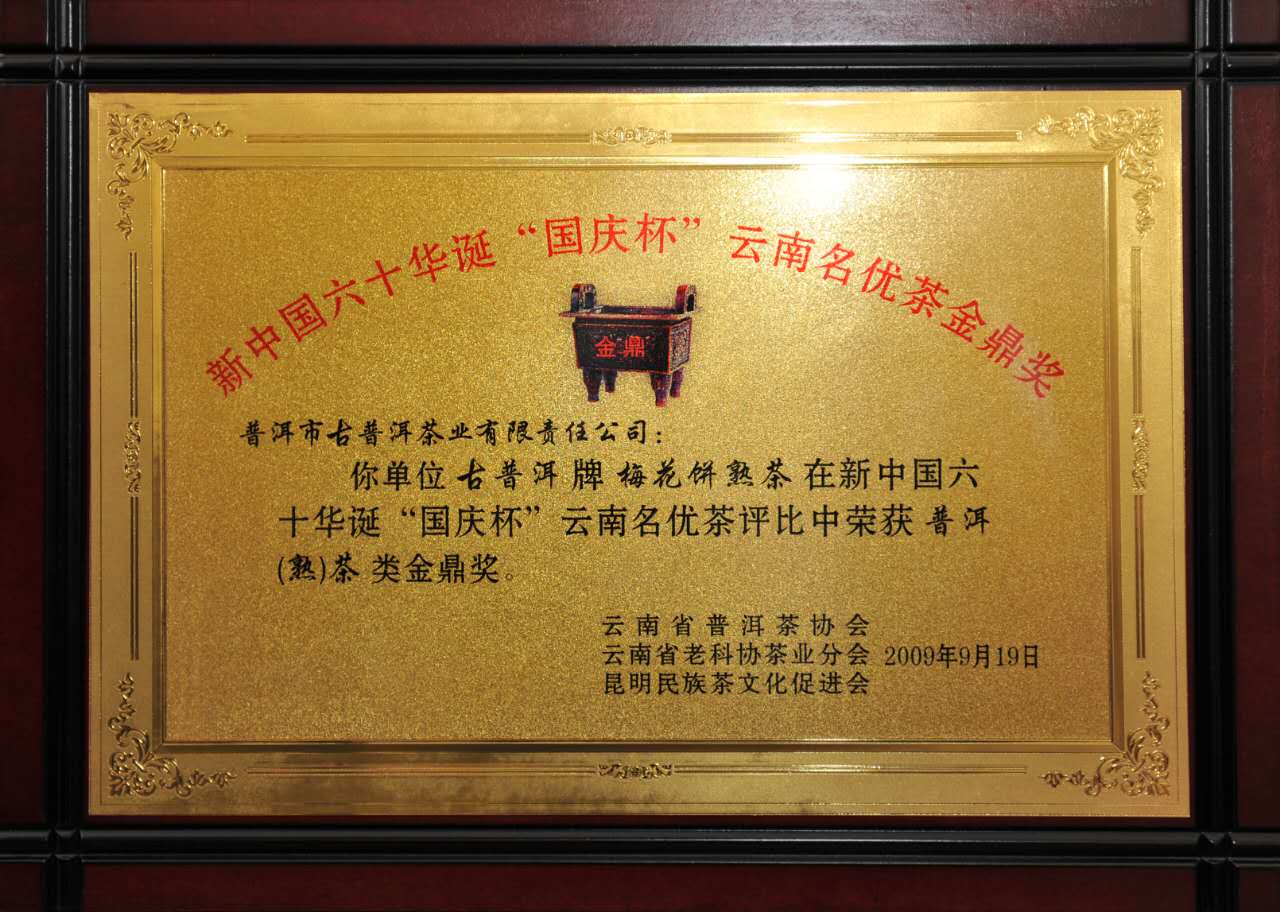 新中国六十华诞“国庆杯”云南名优茶金鼎奖
金鼎
普洱市古普洱茶业有限责任公司：
你单位古普洱牌梅花饼熟茶在新中国六
十华诞“国庆杯”云南名优茶评比中荣获普洱
(熟)茶类金鼎奖。
云南省普洱茶协会
云南省老科协茶业分会 2009年9月19日
昆明民族茶文化促进会